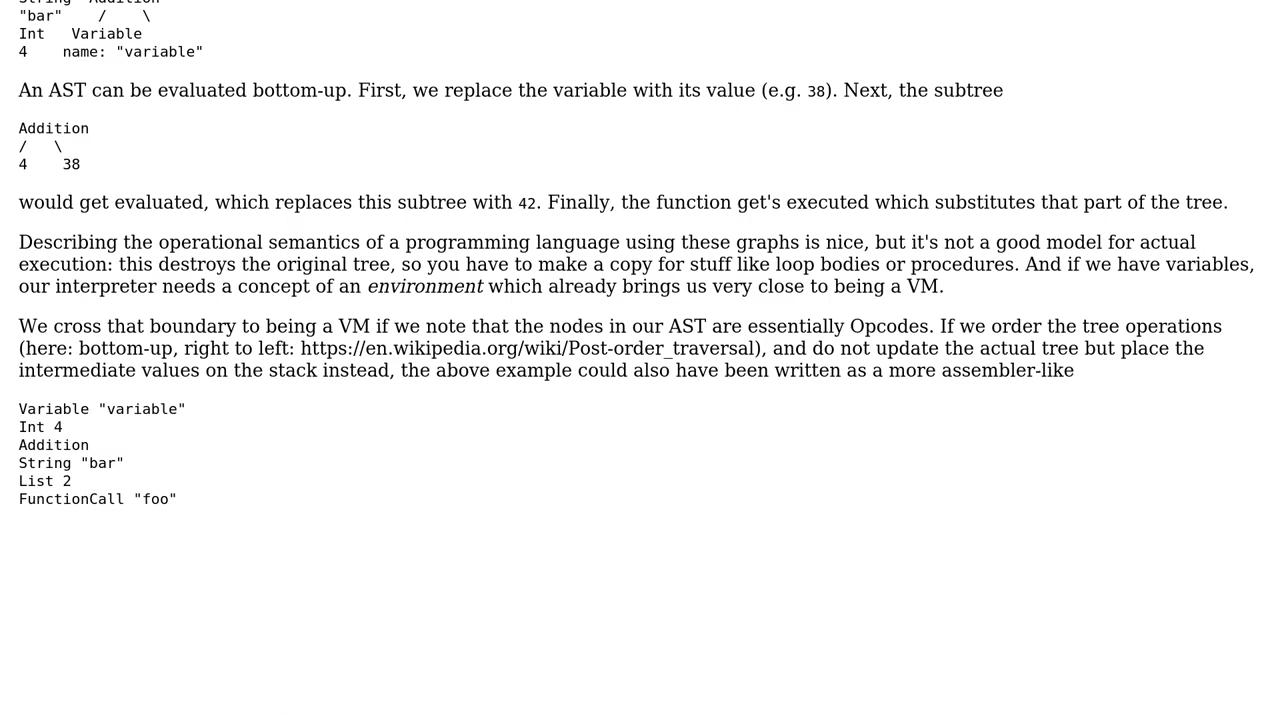 String  Addition
"bar"    /    \
Int   Variable
4    name: "variable"
An AST can be evaluated bottom-up. First, we replace the variable with its value (e.g. 38). Next, the subtree
Addition
/   \
4    38
would get evaluated, which replaces this subtree with 42. Finally, the function get's executed which substitutes that part of the tree.
Describing the operational semantics of a programming language using these graphs is nice, but it's not a good model for actual
execution: this destroys the original tree, so you have to make a copy for stuff like loop bodies or procedures. And if we have variables,
our interpreter needs a concept of an environment which already brings us very close to being a VM.
We cross that boundary to being a VM if we note that the nodes in our AST are essentially Opcodes. If we order the tree operations
(here: bottom-up, right to left: https://en.wikipedia.org/wiki/Post-order_traversal), and do not update the actual tree but place the
intermediate values on the stack instead, the above example could also have been written as a more assembler-like
Variable "variable"
Int 4
Addition
String "bar"
List 2
FunctionCall "foo"